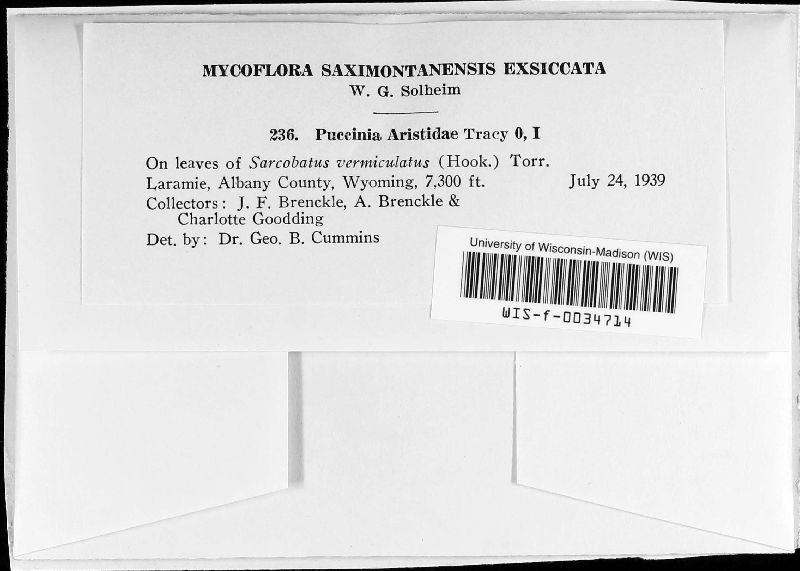 MYCOFLORA SAXIMONTANENSIS EXSICCATA
W. G. Solheim
236. Puccinia Aristidae Tracy 0, I
On leaves of Sarcobatus vermiculatus (Hook.) Torr.
Laramie, Albany County, Wyoming, 7,300 ft. July 24, 1939
Collectors: J. F. Brenckle, A. Brenckle &
Charlotte Goodding
Det. by: Dr. Geo. B. Cummins
University of Wisconsin-Madison (WIS)
WIS-f-0034714